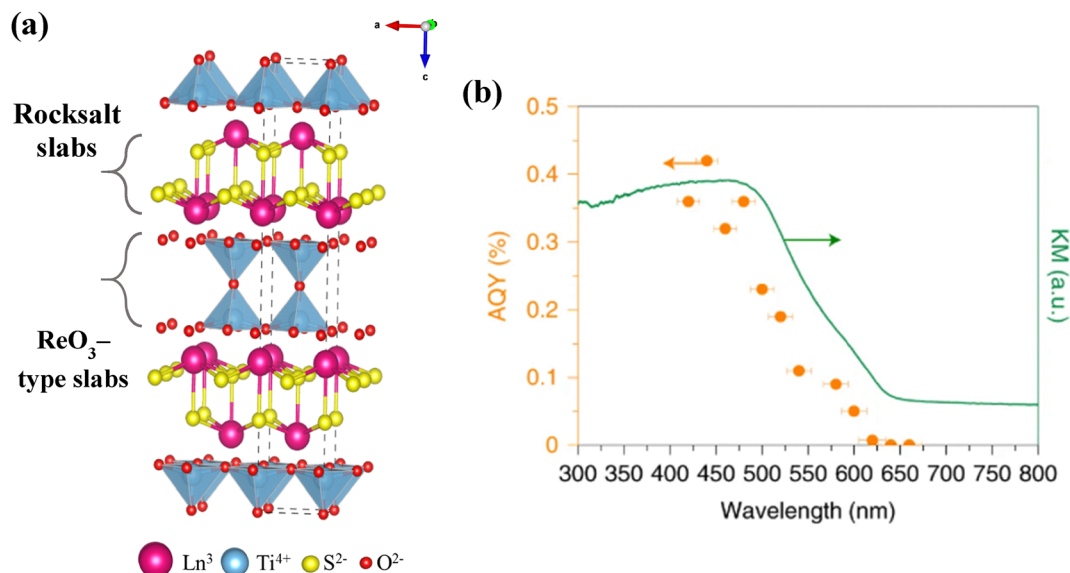 (a)
a
b
c
Rocksalt
slabs
ReO₃–
type slabs
Ln³ Ti⁴⁺ S²⁻ O²⁻
(b)
0.5
0.4
0.3
0.2
0.1
0
AQY (%)
KM (a.u.)
300 350 400 450 500 550 600 650 700 750 800
Wavelength (nm)